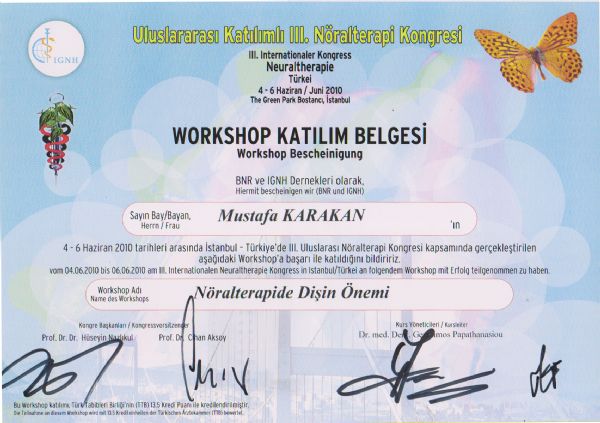 IGNH
Uluslararası Katılımlı III. Nöralterapi Kongresi
III. Internationaler Kongress
Neuraltherapie
Türkei
4 - 6 Haziran / Juni 2010
The Green Park Bostancı, İstanbul
WORKSHOP KATILIM BELGESİ
Workshop Bescheinigung
BNR ve IGNH Dernekleri olarak,
Hiermit bescheinigen wir (BNR und IGNH)
Sayın Bay/Bayan,
Herrn / Frau
Mustafa KARAKAN
'ın
4 - 6 Haziran 2010 tarihleri arasında İstanbul - Türkiye'de III. Uluslarası Nöralterapi Kongresi kapsamında gerçekleştirilen
aşağıdaki Workshop'a başarı ile katıldığını bildiririz.
vom 04.06.2010 bis 06.06.2010 am III. Internationalen Neuraltherapie Kongress in Istanbul/Türkei an folgendem Workshop mit Erfolg teilgenommen zu haben.
Workshop Adı
Name des Workshops
Nöralterapide Dişin Önemi
Kongre Başkanları / Kongressvorsitzender
Prof. Dr. Dr. Hüseyin Nazlıkul
Prof. Dr. Cihan Aksoy
Kurs Yöneticileri / Kursleiter
Dr. med. Dent. Papathanasiou
Bu Workshop katılımı, Türk Tabipleri Birliği'nin (TTB) 13.5 Kredi Puanı ile kredilendirilmiştir.
Die Teilnahme an diesem Workshop wird mit 13.5 Kreditenheiten der Türkischen Ärztekammer (TTB) bewertet.